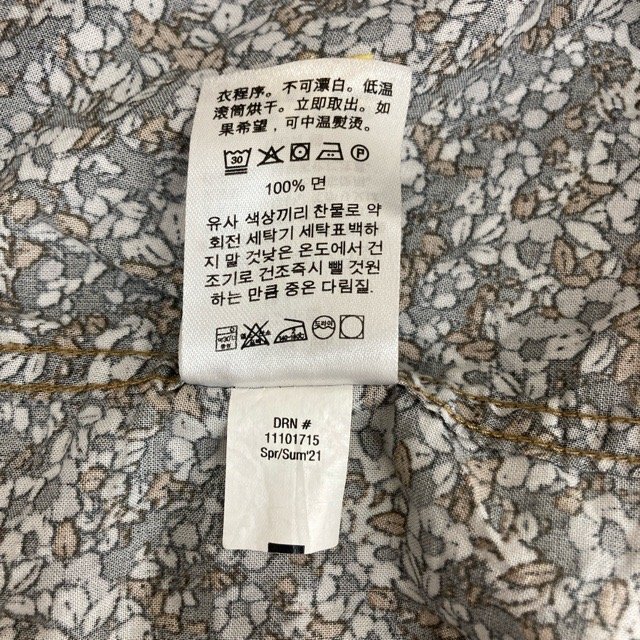 衣程序。不可漂白。低温
滚筒烘干。立即取出。如
果希望，可中温熨烫。
30 P
100% 면
유사 색상끼리 찬물로 약
회전 세탁기 세탁표백하
지 말 것낮은 온도에서 건
조기로 건조즉시 뺄 것원
하는 만큼 중온 다림질.
드라이
DRN #
11101715
Spr/Sum'21